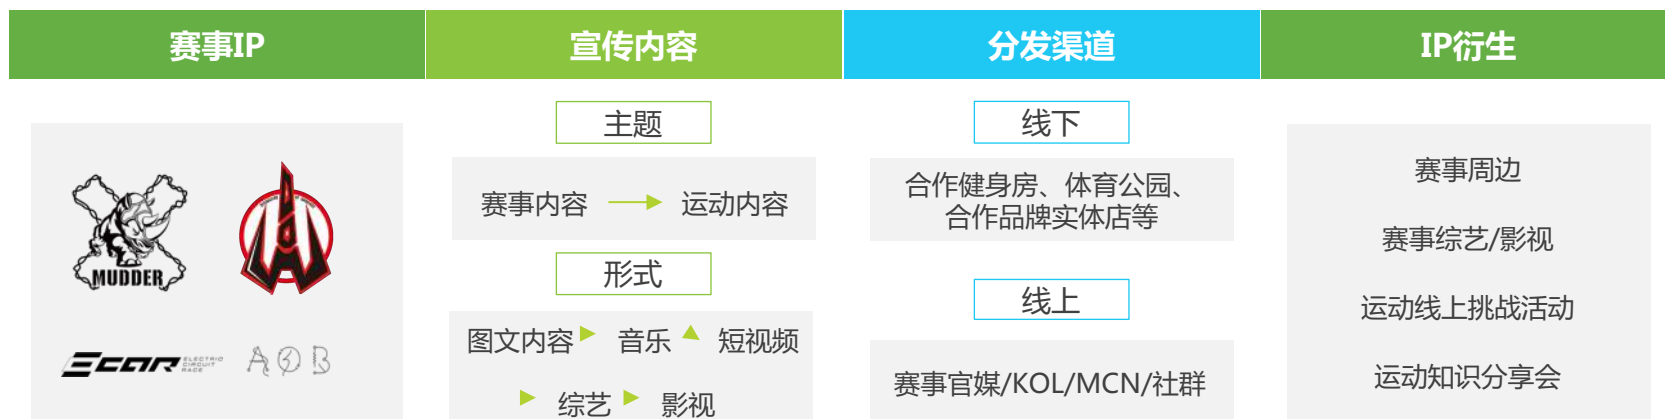 赛事IP
宣传内容
分发渠道
IP衍生
MUDDER
ECAR ELECTRIC
CIRCUIT
RACE
主题
赛事内容 运动内容
形式
图文内容 音乐 短视频
综艺 影视
线下
合作健身房、体育公园、
合作品牌实体店等
线上
赛事官媒/KOL/MCN/社群
赛事周边
赛事综艺/影视
运动线上挑战活动
运动知识分享会